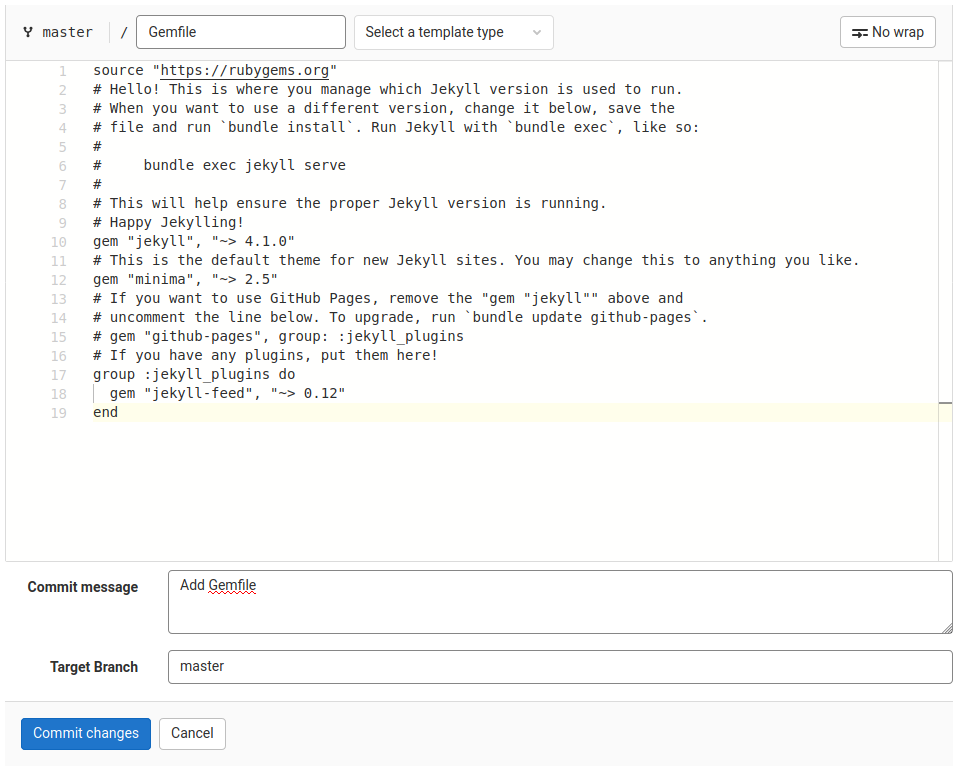 master / Gemfile Select a template type No wrap
1 source "https://rubygems.org"
2 # Hello! This is where you manage which Jekyll version is used to run.
3 # When you want to use a different version, change it below, save the
4 # file and run `bundle install`. Run Jekyll with `bundle exec`, like so:
5 #
6 #     bundle exec jekyll serve
7 #
8 # This will help ensure the proper Jekyll version is running.
9 # Happy Jekylling!
10 gem "jekyll", "~> 4.1.0"
11 # This is the default theme for new Jekyll sites. You may change this to anything you like.
12 gem "minima", "~> 2.5"
13 # If you want to use GitHub Pages, remove the "gem "jekyll"" above and
14 # uncomment the line below. To upgrade, run `bundle update github-pages`.
15 # gem "github-pages", group: :jekyll_plugins
16 # If you have any plugins, put them here!
17 group :jekyll_plugins do
18   gem "jekyll-feed", "~> 0.12"
19 end
Commit message Add Gemfile
Target Branch master
Commit changes Cancel